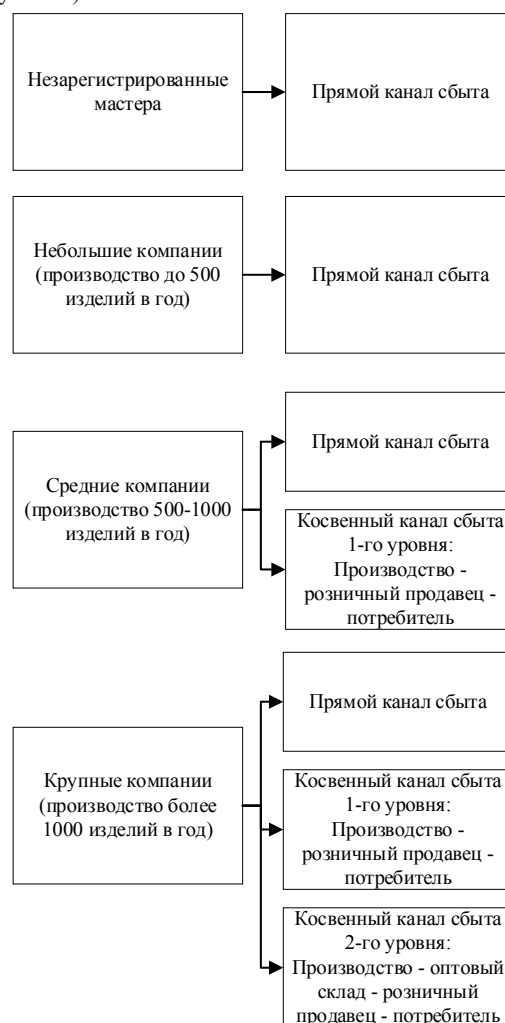 Незарегистрированные
мастера
Прямой канал сбыта
Небольшие компании
(производство до 500
изделий в год)
Прямой канал сбыта
Средние компании
(производство 500-1000
изделий в год)
Прямой канал сбыта
Косвенный канал сбыта
1-го уровня:
Производство -
розничный продавец -
потребитель
Крупные компании
(производство более
1000 изделий в год)
Прямой канал сбыта
Косвенный канал сбыта
1-го уровня:
Производство -
розничный продавец -
потребитель
Косвенный канал сбыта
2-го уровня:
Производство - оптовый
склад - розничный
продавец - потребитель